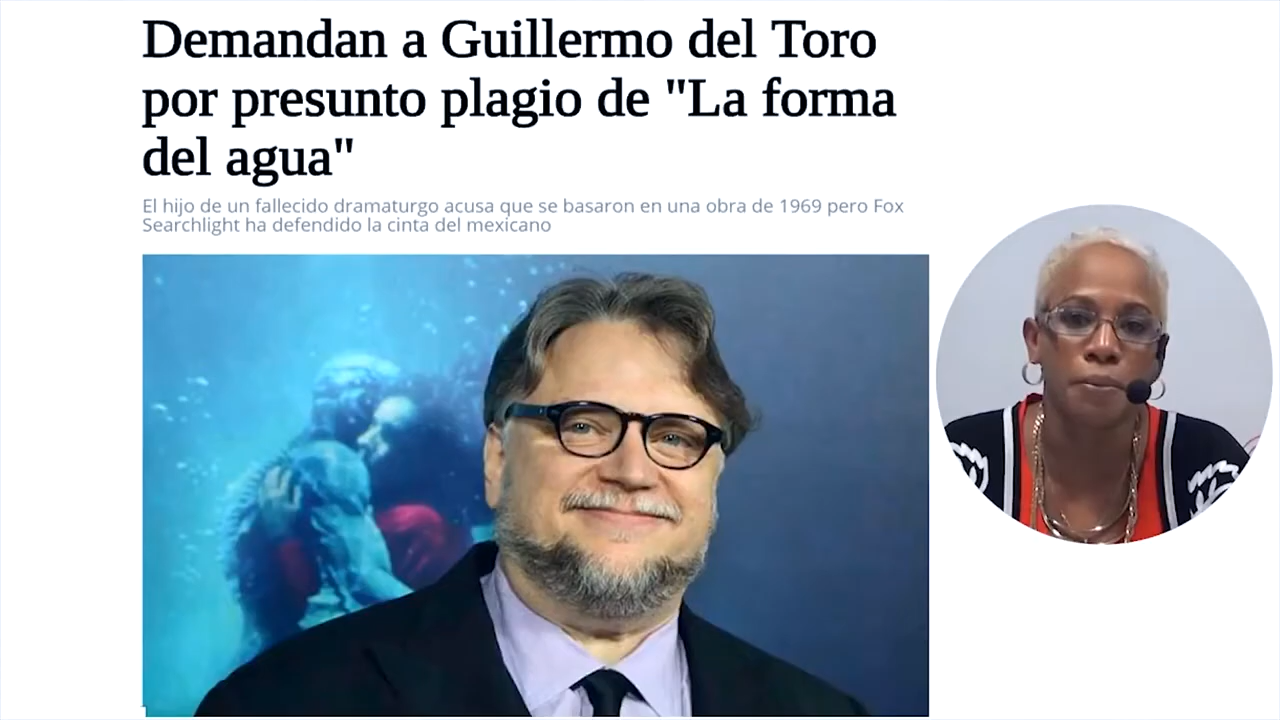 Demandan a Guillermo del Toro
por presunto plagio de "La forma
del agua"
El hijo de un fallecido dramaturgo acusa que se basaron en una obra de 1969 pero Fox
Searchlight ha defendido la cinta del mexicano